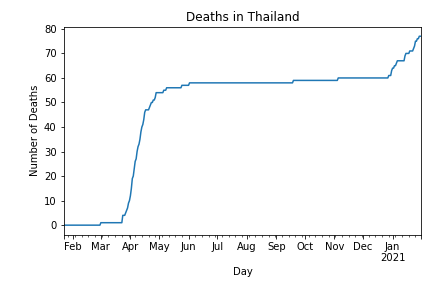 Deaths in Thailand
Number of Deaths
80
70
60
50
40
30
20
10
0
Feb Mar Apr May Jun Jul Aug Sep Oct Nov Dec Jan
2021
Day